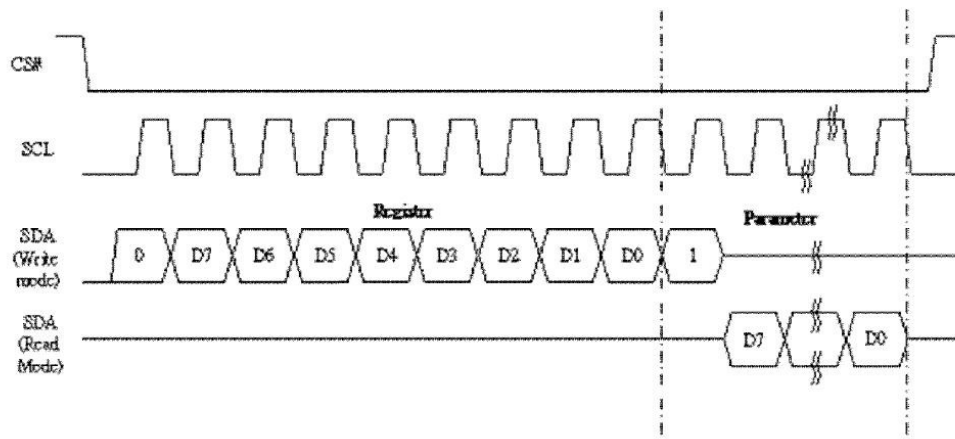 CS#
SCL
Register
Parameter
SDA
(Write
mode)
0 D7 D6 D5 D4 D3 D2 D1 D0 1
SDA
(Read
Mode)
D7 D0